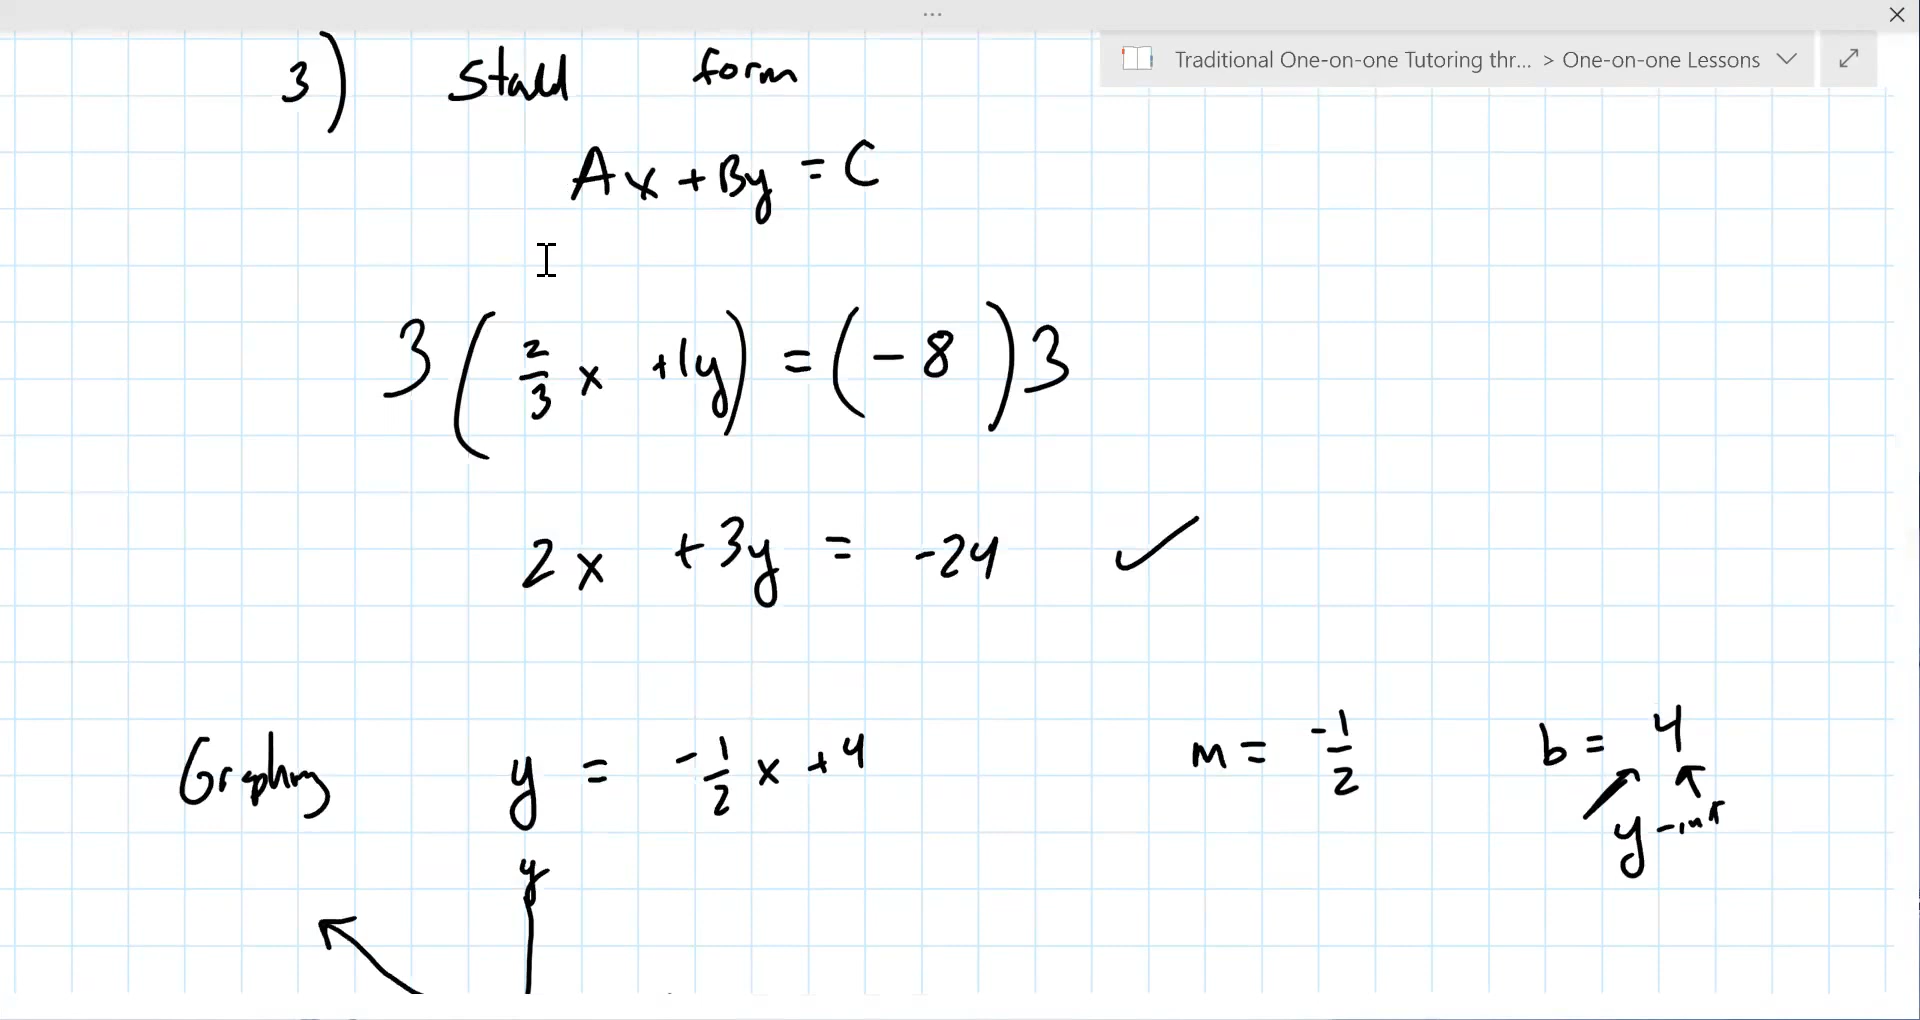 Traditional One-on-one Tutoring thr... > One-on-one Lessons
3) form
Ax + By = C
3 ( 2/3 x + 1y ) = ( - 8 ) 3
2x + 3y = -24 ✓
Graphing y = -1/2 x + 4 m = -1/2 b = 4
y-int
y